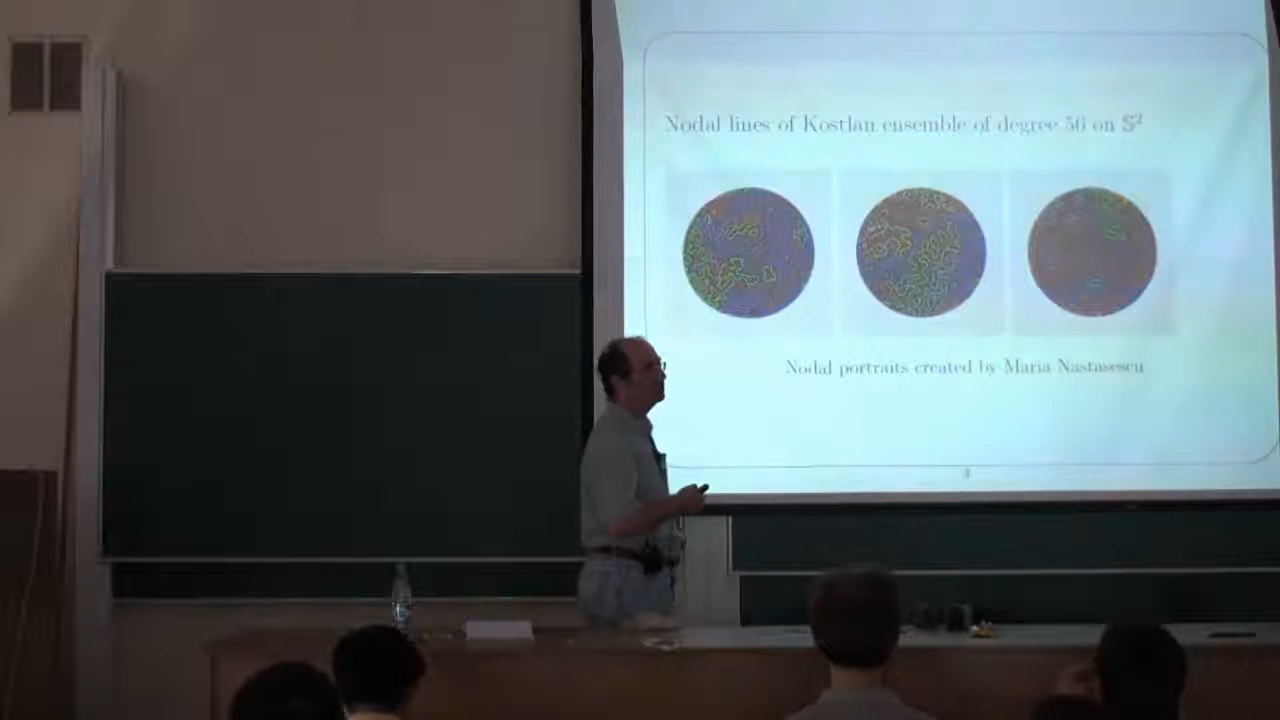 Nodal lines of Kostlan ensemble of degree 56 on 𝕊²
Nodal portraits created by Maria Nastasescu